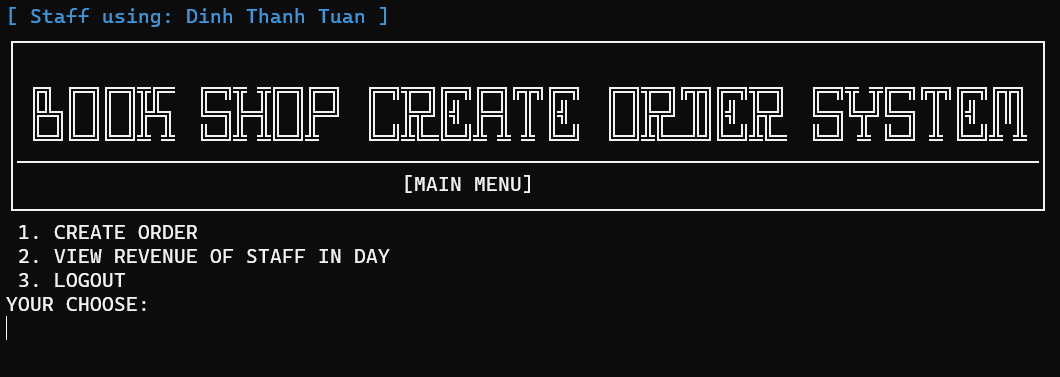 [ Staff using: Dinh Thanh Tuan ]
BOOK SHOP CREATE ORDER SYSTEM
[MAIN MENU]
1. CREATE ORDER
2. VIEW REVENUE OF STAFF IN DAY
3. LOGOUT
YOUR CHOOSE: